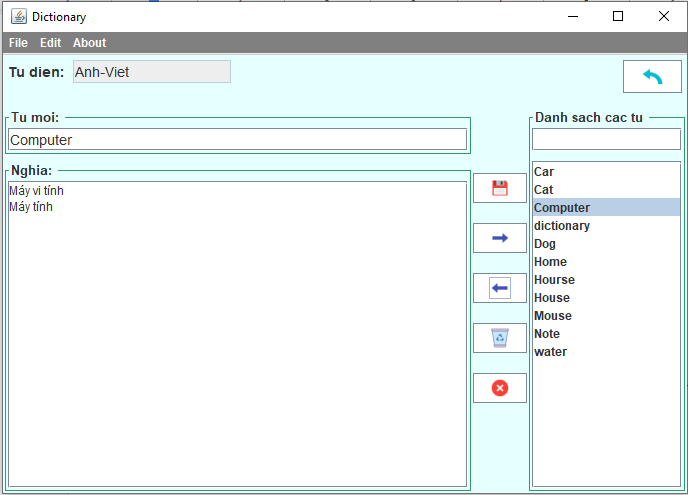 Dictionary
File Edit About
Tu dien: Anh-Viet
Tu moi:
Computer
Nghia:
Máy vi tính
Máy tính
Danh sach cac tu
Car
Cat
Computer
dictionary
Dog
Home
Hourse
House
Mouse
Note
water